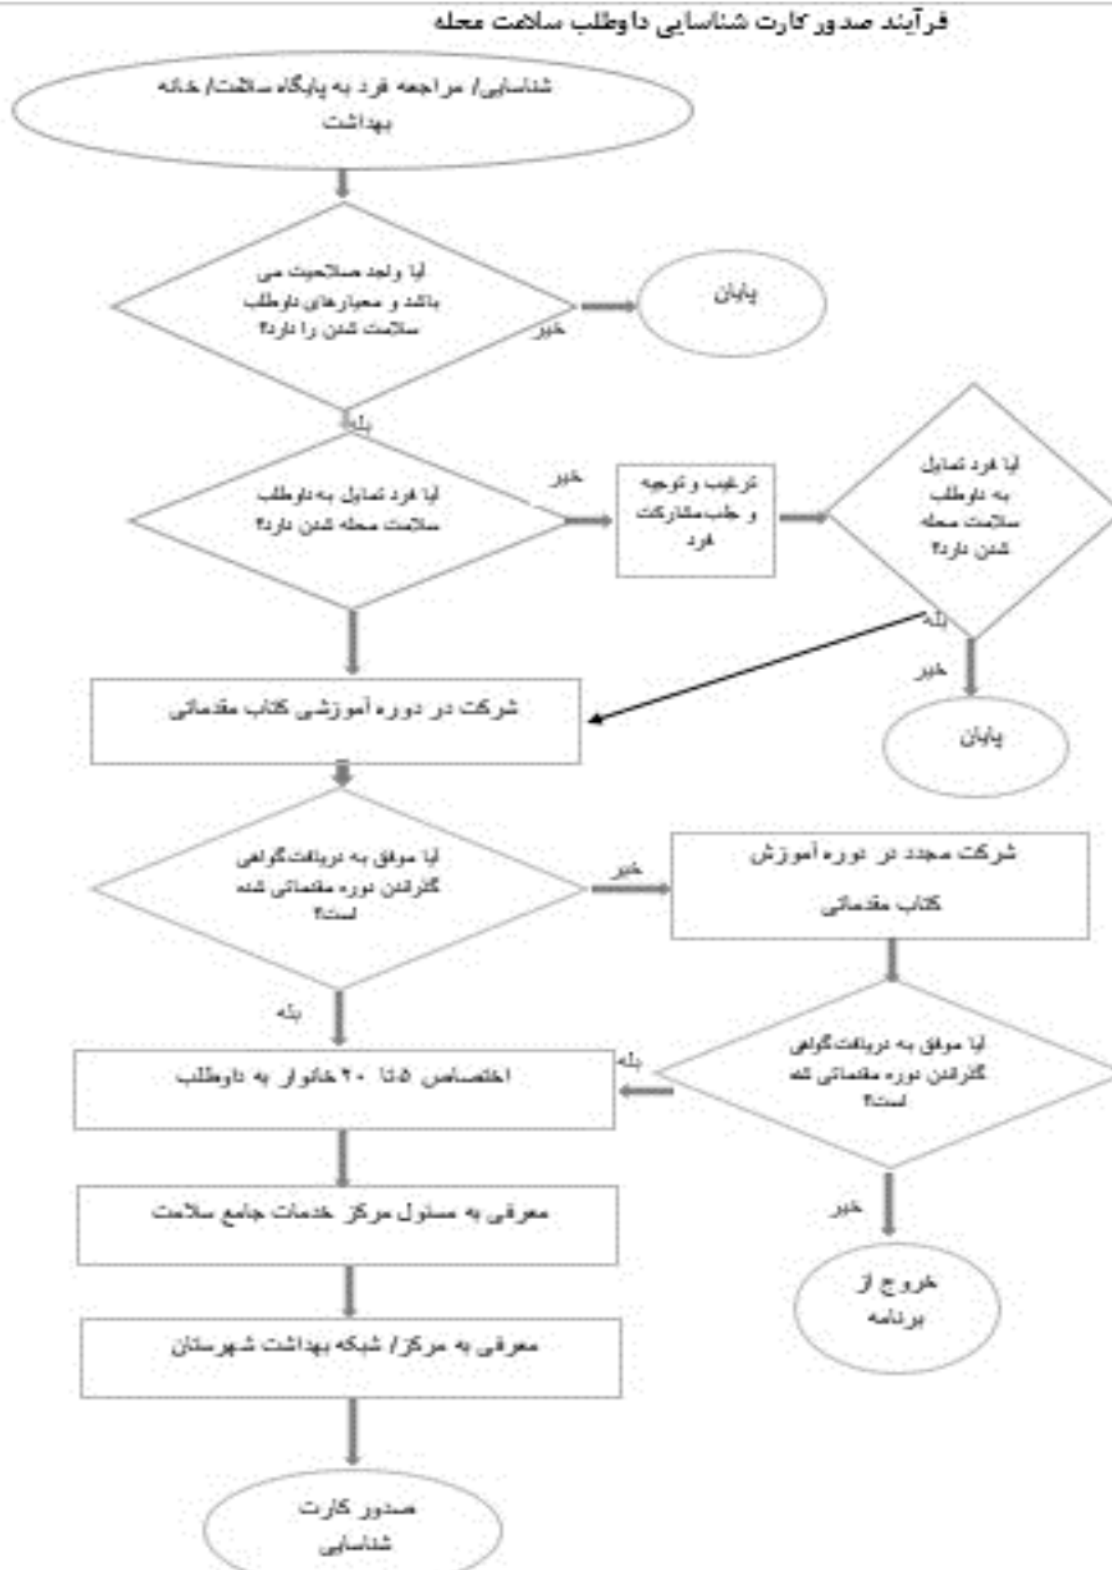 فرآیند صدور کارت شناسایی داوطلب سلامت محله
شناسایی/ مراجعه فرد به پایگاه سلامت/ خانه
بهداشت
آیا واجد صلاحیت می
باشد و معیارهای داوطلب
سلامت شدن را دارد؟
خیر
پایان
بله
آیا فرد تمایل به داوطلب
سلامت محله شدن دارد؟
خیر
ترغیب و توجیه
و جلب مشارکت
فرد
آیا فرد تمایل
به داوطلب
سلامت محله
شدن دارد؟
بله
خیر
پایان
شرکت در دوره آموزشی کتاب مقدماتی
آیا موفق به دریافت گواهی
گذراندن دوره مقدماتی شده
است؟
خیر
شرکت مجدد در دوره آموزش
کتاب مقدماتی
بله
آیا موفق به دریافت گواهی
گذراندن دوره مقدماتی شده
است؟
بله
اختصاص ۵ تا ۲۰ خانوار به داوطلب
معرفی به مسئول مرکز خدمات جامع سلامت
خیر
خروج از
برنامه
معرفی به مرکز/ شبکه بهداشت شهرستان
صدور کارت
شناسایی